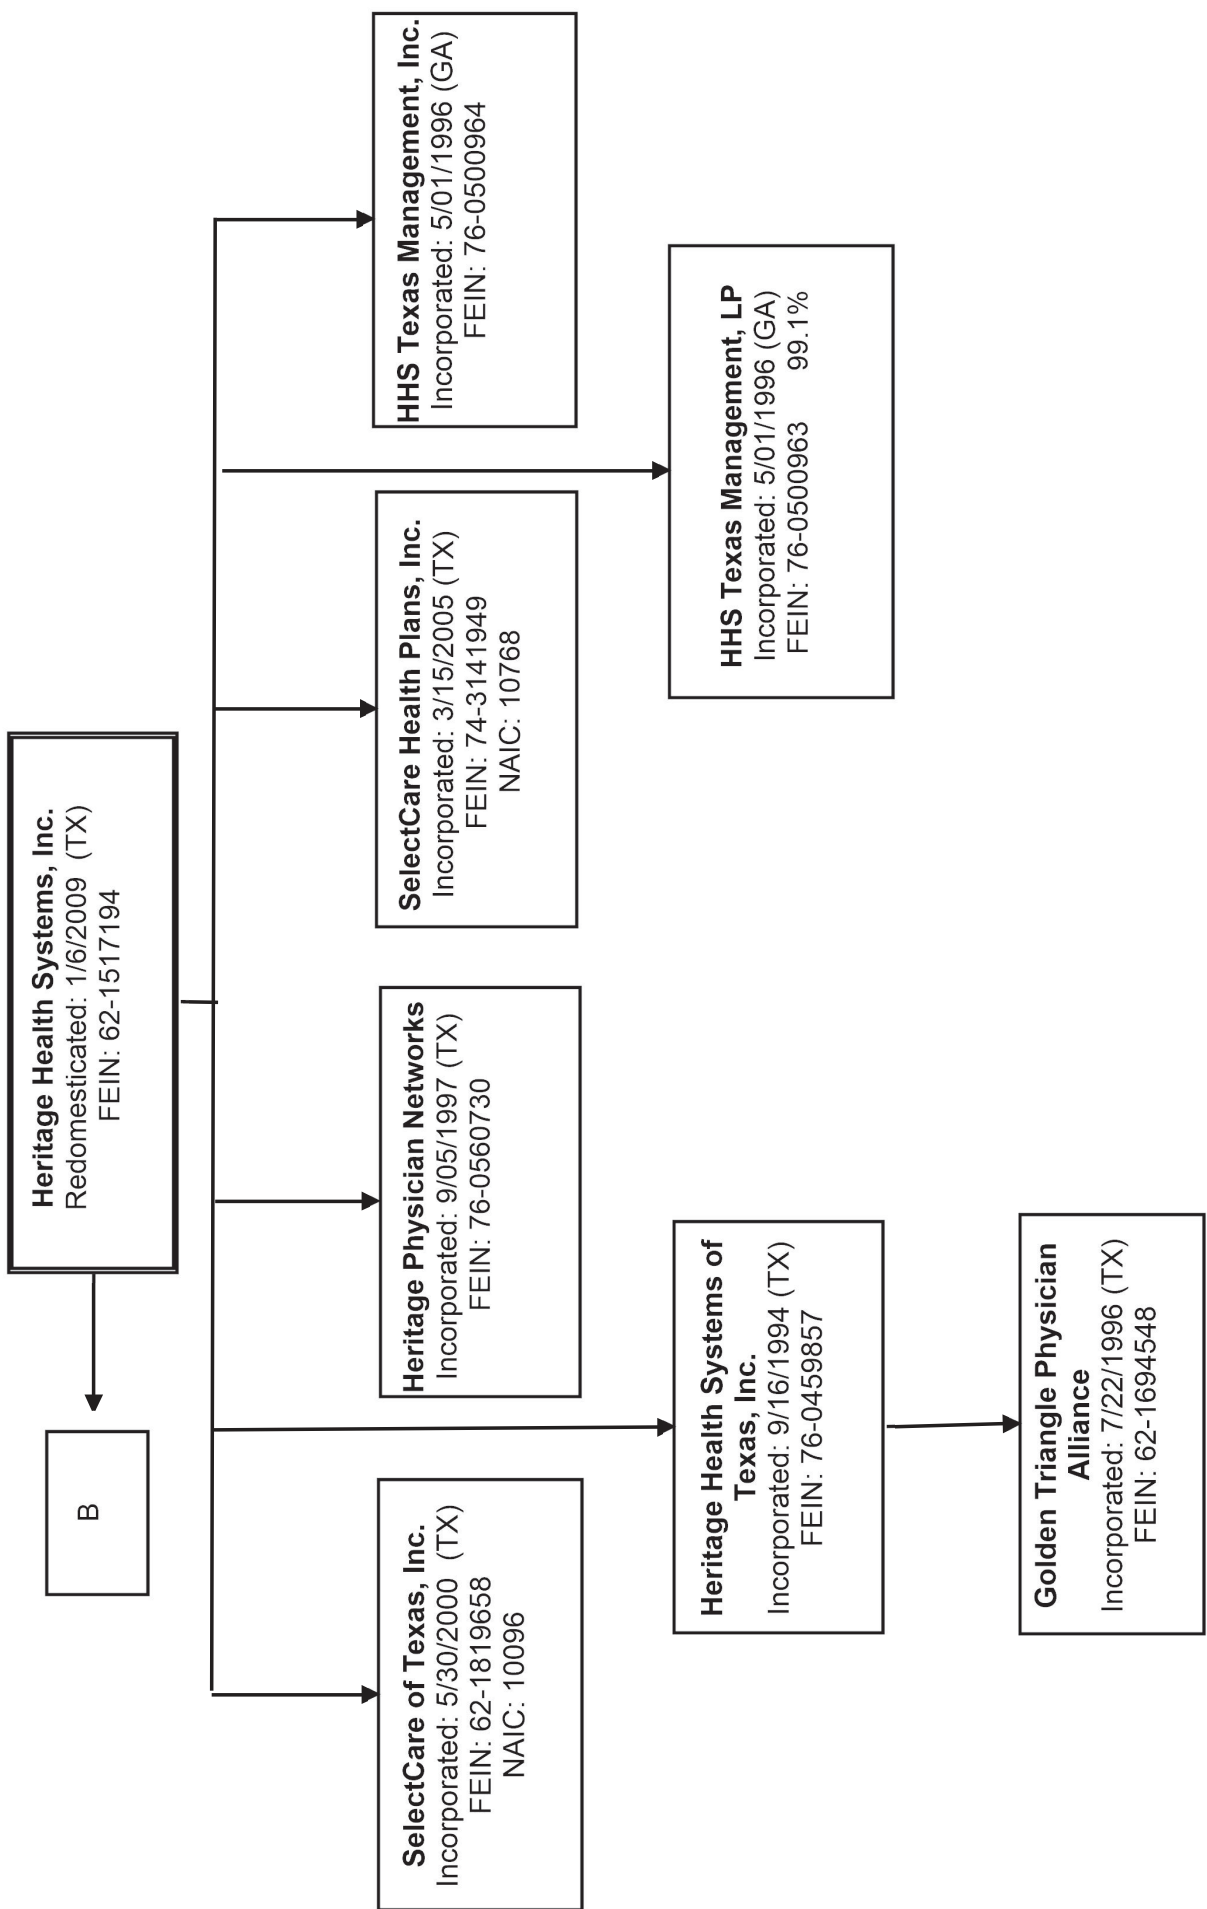 Heritage Health Systems, Inc.
Redomesticated: 1/6/2009 (TX)
FEIN: 62-1517194
B
SelectCare of Texas, Inc.
Incorporated: 5/30/2000 (TX)
FEIN: 62-1819658
NAIC: 10096
Heritage Physician Networks
Incorporated: 9/05/1997 (TX)
FEIN: 76-0560730
SelectCare Health Plans, Inc.
Incorporated: 3/15/2005 (TX)
FEIN: 74-3141949
NAIC: 10768
HHS Texas Management, Inc.
Incorporated: 5/01/1996 (GA)
FEIN: 76-0500964
Heritage Health Systems of
Texas, Inc.
Incorporated: 9/16/1994 (TX)
FEIN: 76-0459857
HHS Texas Management, LP
Incorporated: 5/01/1996 (GA)
FEIN: 76-0500963 99.1%
Golden Triangle Physician
Alliance
Incorporated: 7/22/1996 (TX)
FEIN: 62-1694548